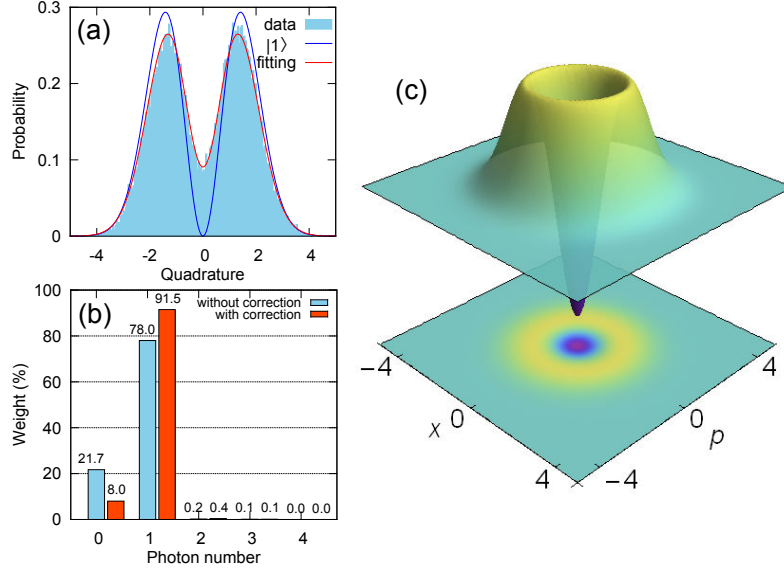 (a)
data
|1⟩
fitting
0.3
0.2
0.1
0
Probability
-4
-2
0
2
4
Quadrature
(b)
without correction
with correction
100
80
60
40
20
0
Weight (%)
21.7
8.0
78.0
91.5
0.2
0.4
0.1
0.1
0.0
0.0
0
1
2
3
4
Photon number
(c)
−4
0
4
x
−4
0
4
p